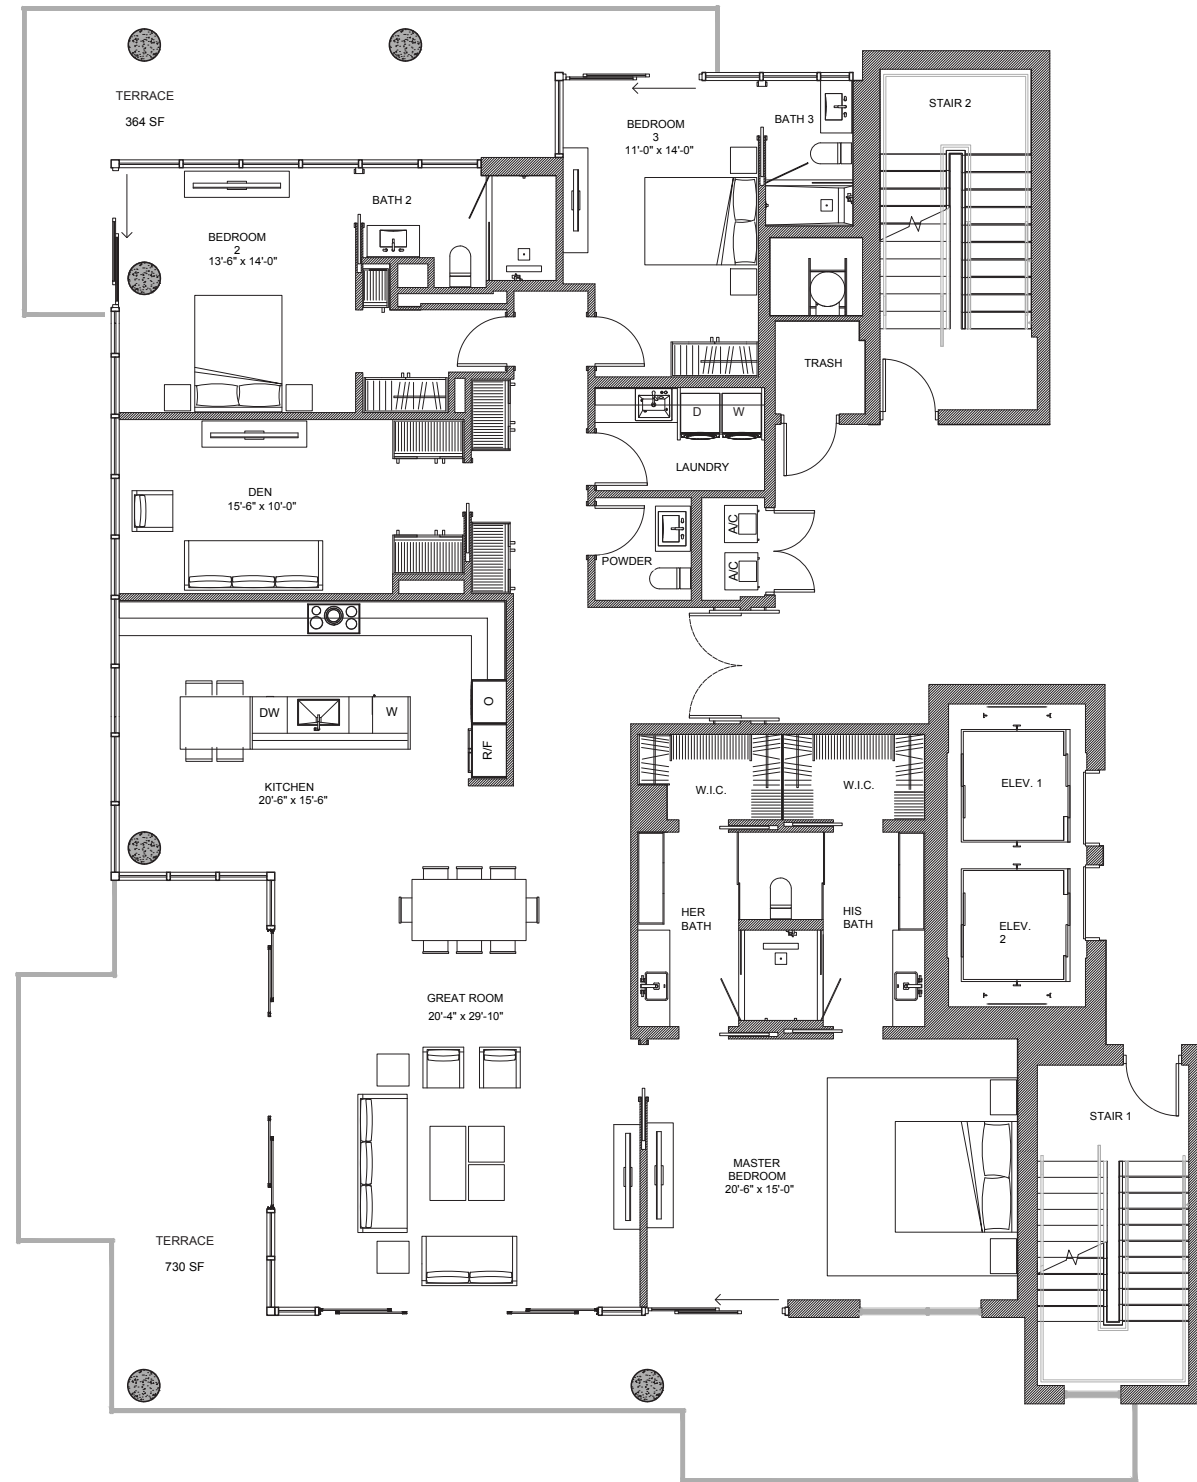 TERRACE
364 SF
BEDROOM
3
11'-0" x 14'-0"
BATH 3
STAIR 2
BATH 2
BEDROOM
2
13'-6" x 14'-0"
TRASH
D
W
LAUNDRY
DEN
15'-6" x 10'-0"
A/C
A/C
POWDER
DW
W
O
R/F
KITCHEN
20'-6" x 15'-6"
W.I.C.
W.I.C.
ELEV. 1
HER
BATH
HIS
BATH
ELEV.
2
GREAT ROOM
20'-4" x 29'-10"
STAIR 1
MASTER
BEDROOM
20'-6" x 15'-0"
TERRACE
730 SF